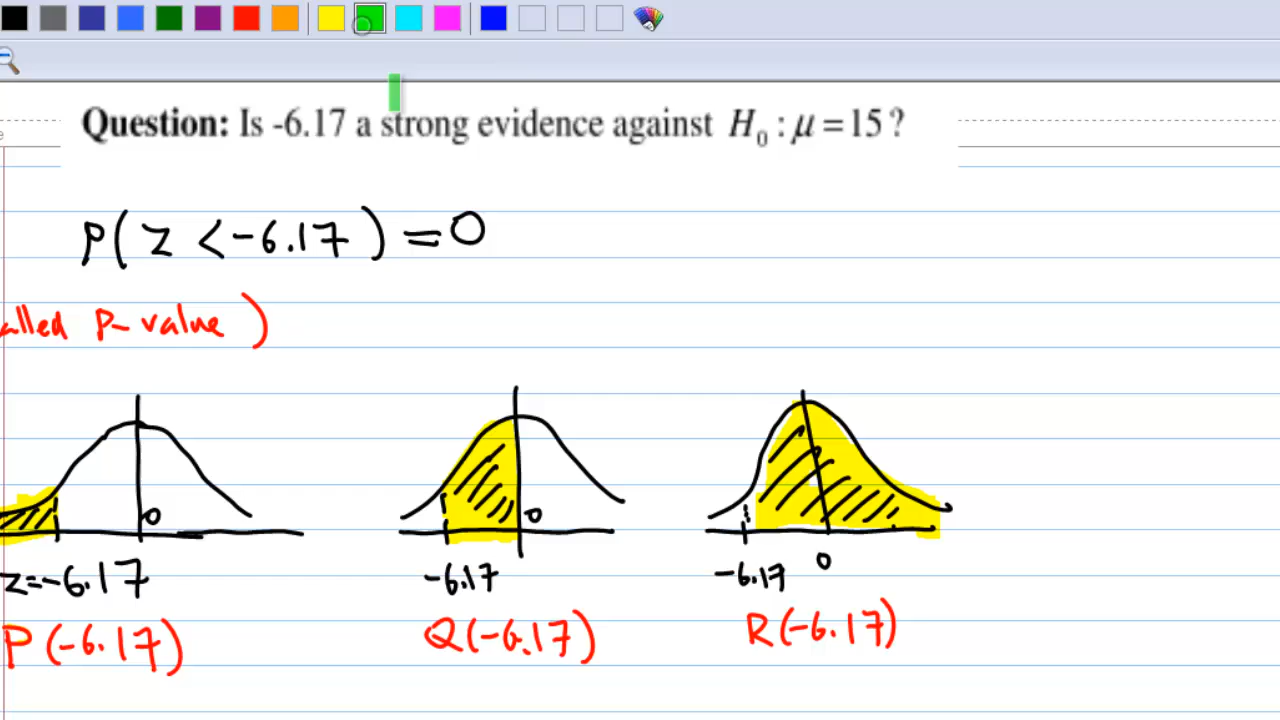 Question: Is -6.17 a strong evidence against H₀ : μ = 15 ?
P( Z < -6.17 ) = 0
alled P-value )
0 0
z=-6.17 -6.17 -6.17 0
P(-6.17) Q(-6.17) R(-6.17)